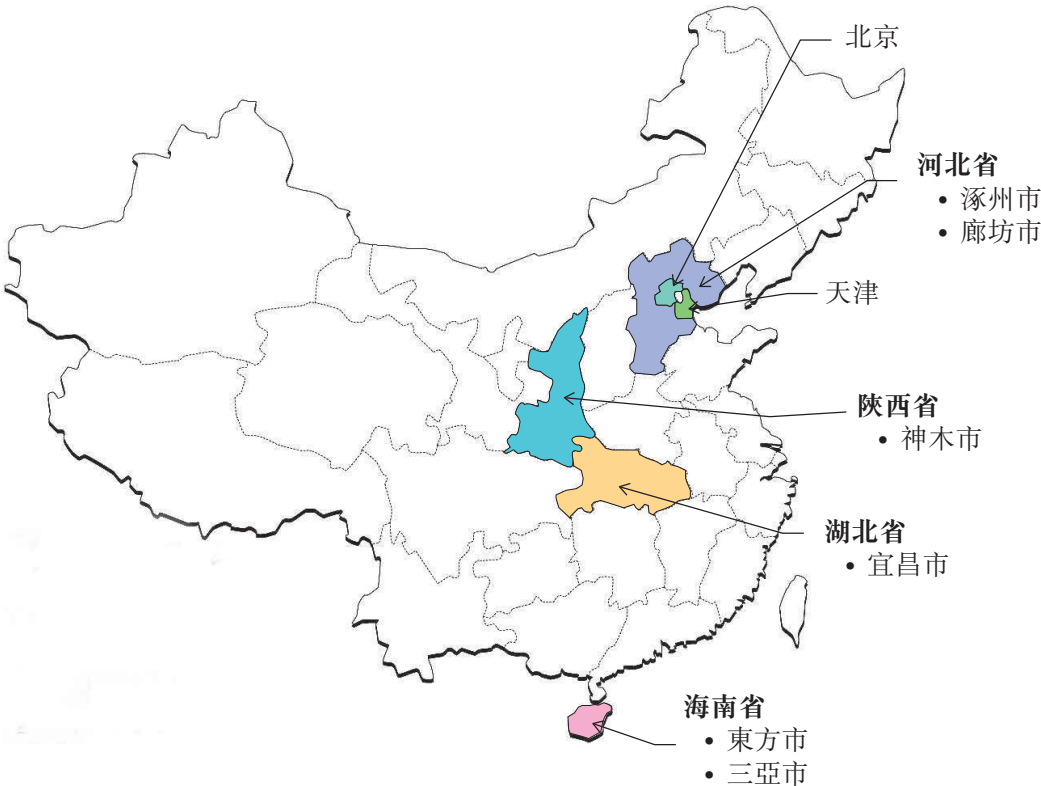 北京
河北省
• 涿州市
• 廊坊市
天津
陝西省
• 神木市
湖北省
• 宜昌市
海南省
• 東方市
• 三亞市